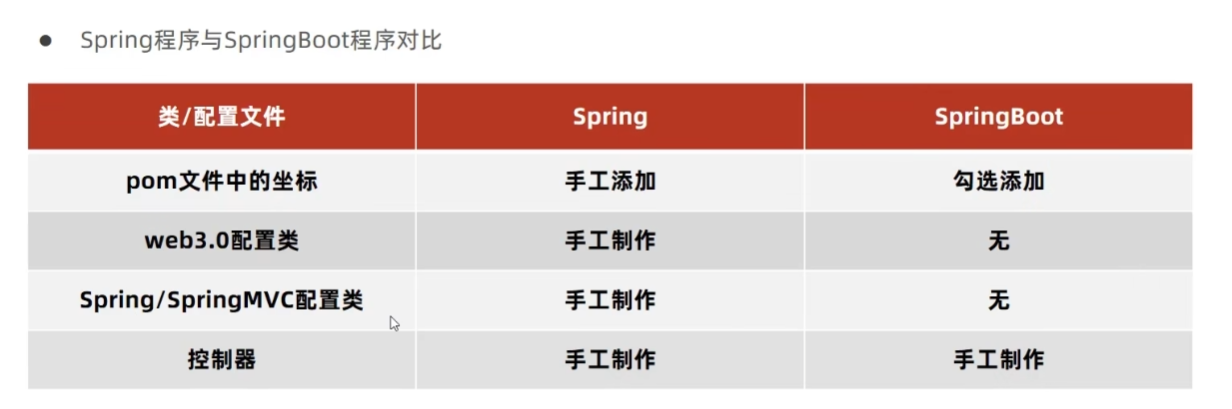 ● Spring程序与SpringBoot程序对比
类/配置文件 Spring SpringBoot
pom文件中的坐标 手工添加 勾选添加
web3.0配置类 手工制作 无
Spring/SpringMVC配置类 手工制作 无
控制器 手工制作 手工制作